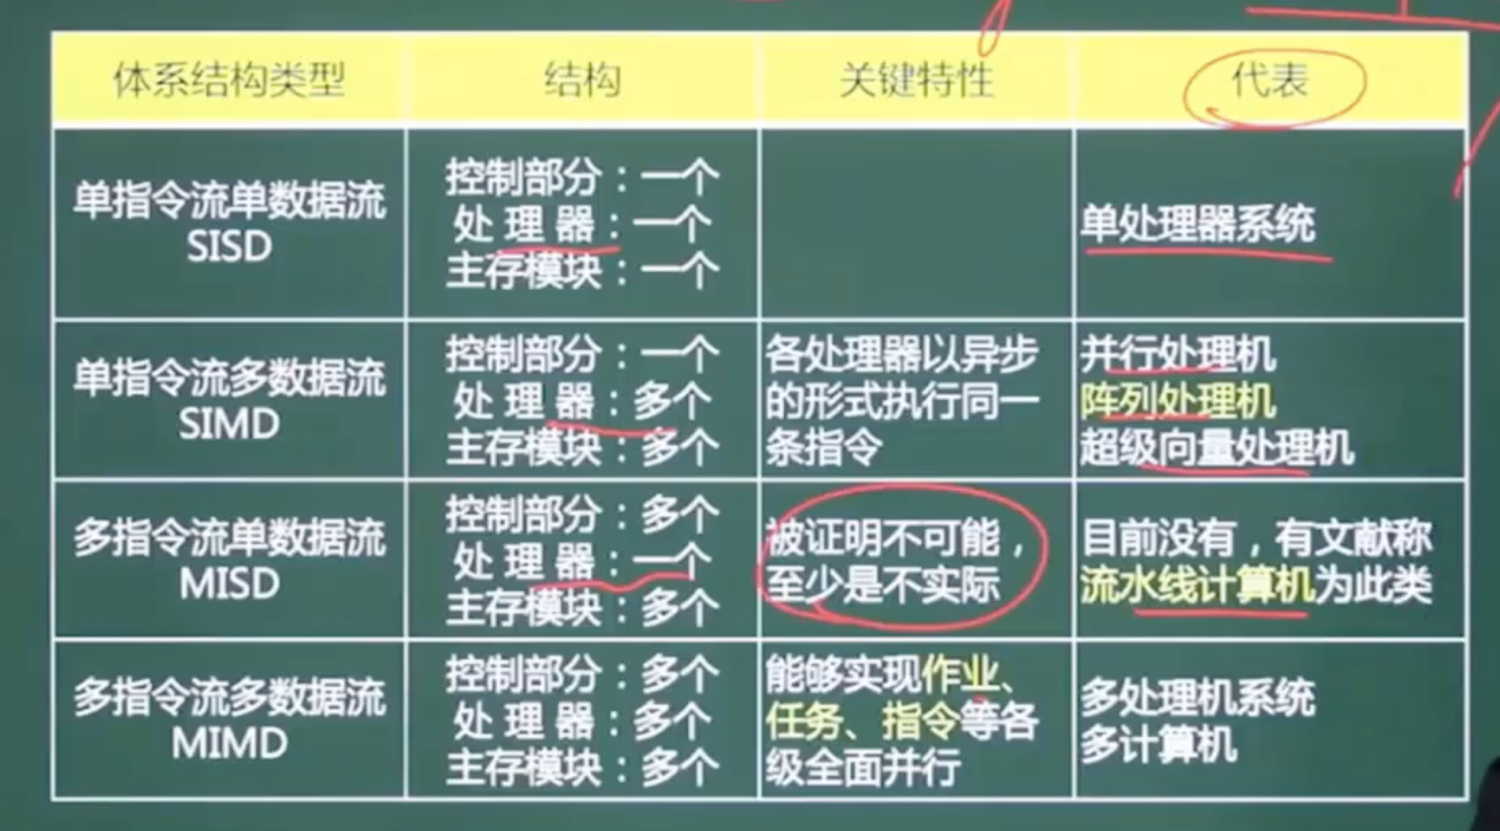 体系结构类型 结构 关键特性 代表
单指令流单数据流
SISD
控制部分：一个
处 理 器：一个
主存模块：一个
单处理器系统
单指令流多数据流
SIMD
控制部分：一个
处 理 器：多个
主存模块：多个
各处理器以异步
的形式执行同一
条指令
并行处理机
阵列处理机
超级向量处理机
多指令流单数据流
MISD
控制部分：多个
处 理 器：一个
主存模块：多个
被证明不可能，
至少是不实际
目前没有，有文献称
流水线计算机为此类
多指令流多数据流
MIMD
控制部分：多个
处 理 器：多个
主存模块：多个
能够实现作业、
任务、指令等各
级全面并行
多处理机系统
多计算机